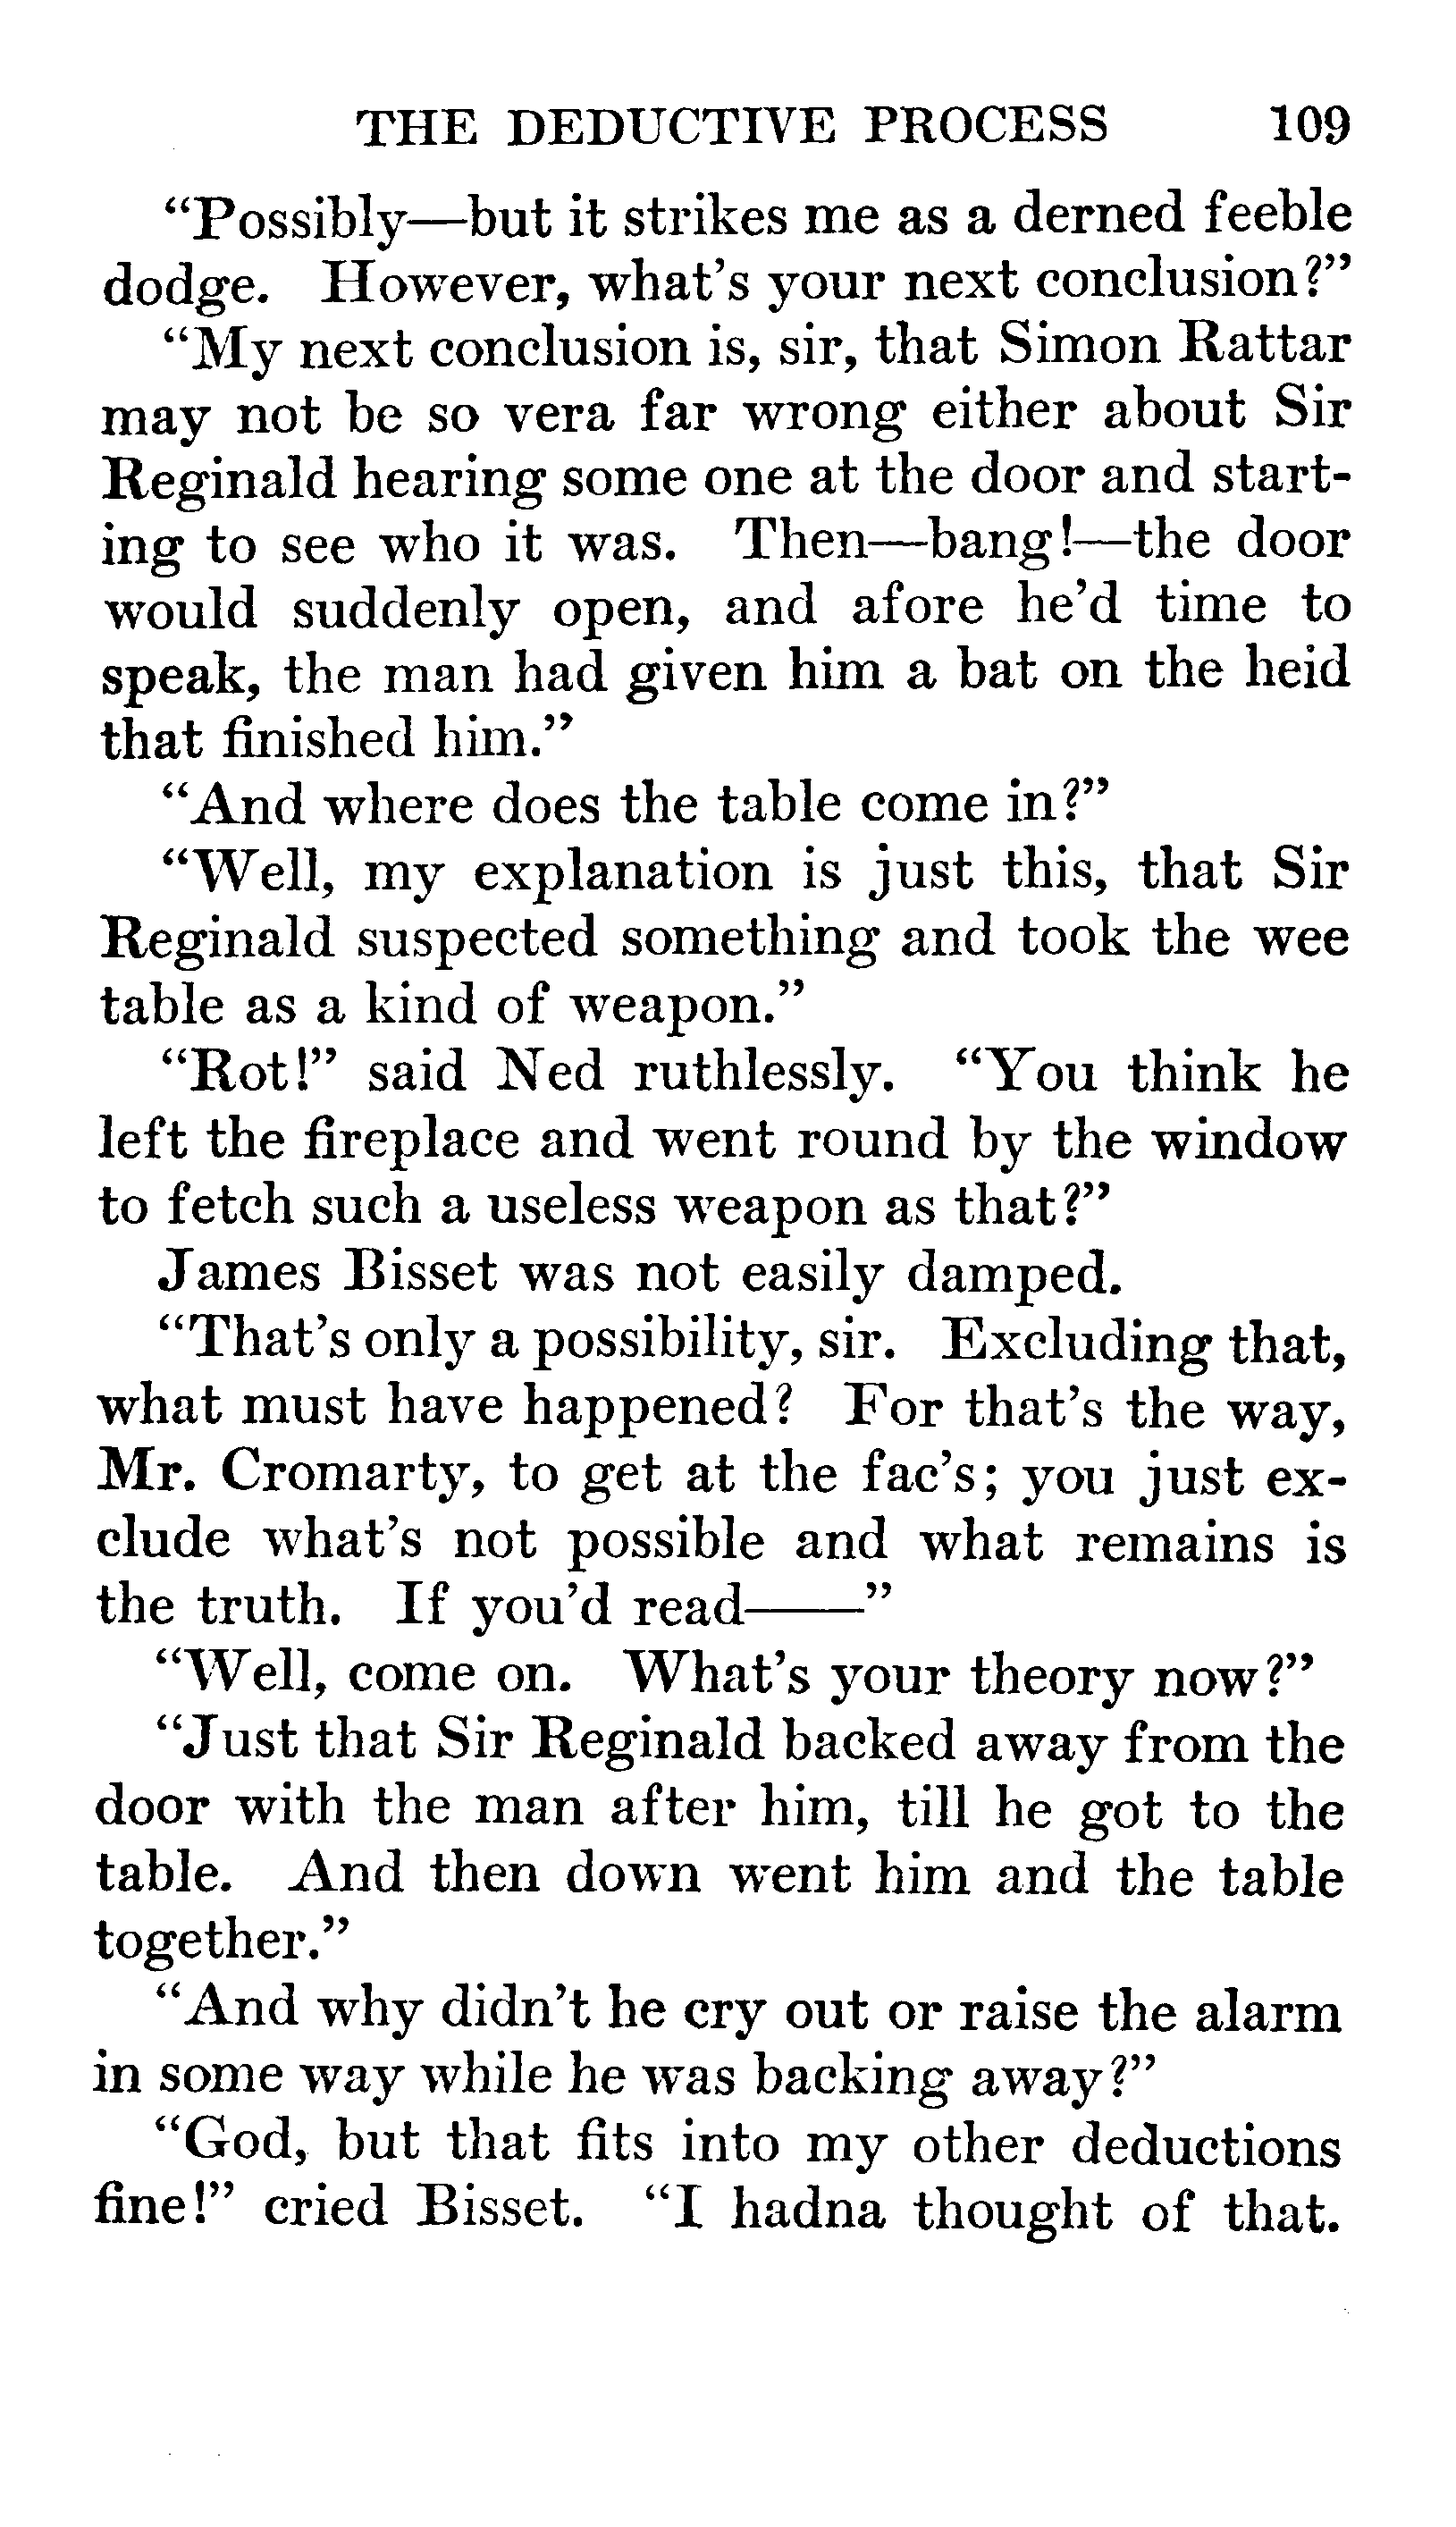 THE DEDUCTIVE PROCESS 109
“Possibly—but it strikes me as a derned feeble
dodge. However, what's your next conclusion?”
“My next conclusion is, sir, that Simon Rattar
may not be so vera far wrong either about Sir
Reginald hearing some one at the door and start-
ing to see who it was. Then—bang!—the door
would suddenly open, and afore he'd time to
speak, the man had given him a bat on the heid
that finished him.”
“And where does the table come in?”
“Well, my explanation is just this, that Sir
Reginald suspected something and took the wee
table as a kind of weapon.”
“Rot!” said Ned ruthlessly. “You think he
left the fireplace and went round by the window
to fetch such a useless weapon as that?”
James Bisset was not easily damped.
“That's only a possibility, sir. Excluding that,
what must have happened? For that's the way,
Mr. Cromarty, to get at the fac's; you just ex-
clude what's not possible and what remains is
the truth. If you'd read——”
“Well, come on. What's your theory now?”
“Just that Sir Reginald backed away from the
door with the man after him, till he got to the
table. And then down went him and the table
together.”
“And why didn't he cry out or raise the alarm
in some way while he was backing away?”
“God, but that fits into my other deductions
fine!” cried Bisset. “I hadna thought of that.